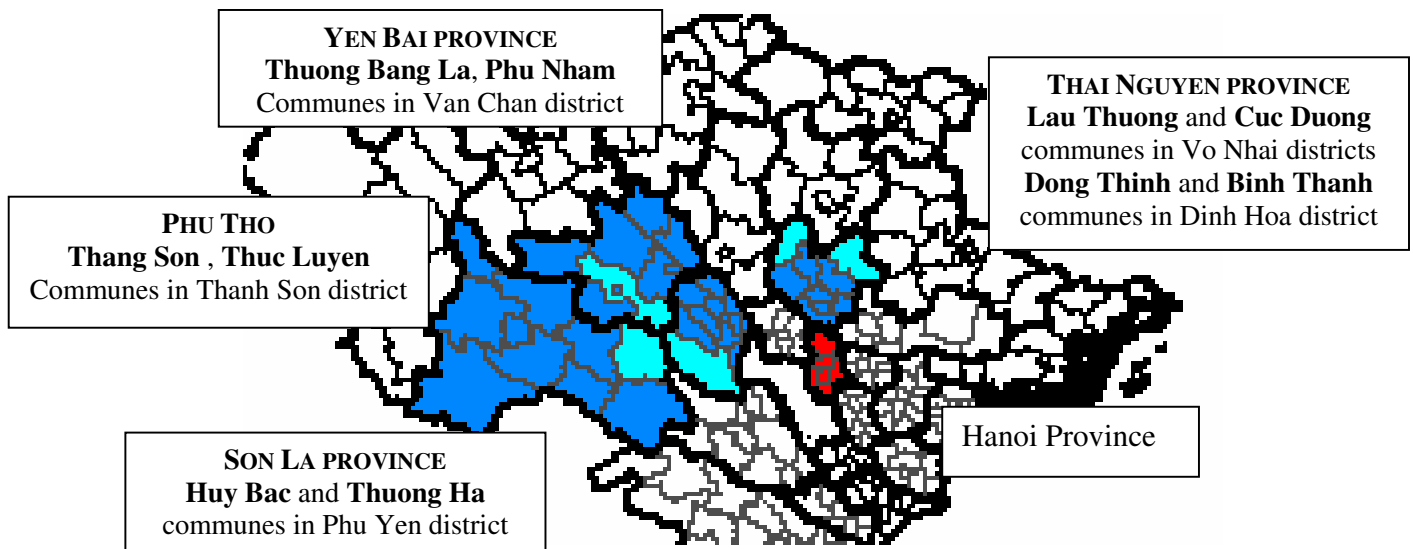 YEN BAI PROVINCE
Thuong Bang La, Phu Nham
Communes in Van Chan district
THAI NGUYEN PROVINCE
Lau Thuong and Cuc Duong
communes in Vo Nhai districts
Dong Thinh and Binh Thanh
communes in Dinh Hoa district
PHU THO
Thang Son , Thuc Luyen
Communes in Thanh Son district
Hanoi Province
SON LA PROVINCE
Huy Bac and Thuong Ha
communes in Phu Yen district